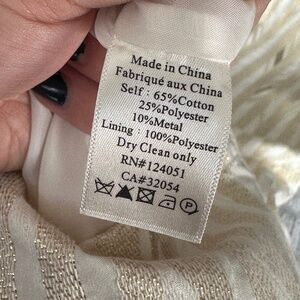 Made in China
Fabriqué aux China
Self : 65%Cotton
25%Polyester
10%Metal
Lining : 100%Polyester
Dry Clean only
RN#124051
CA#32054
P